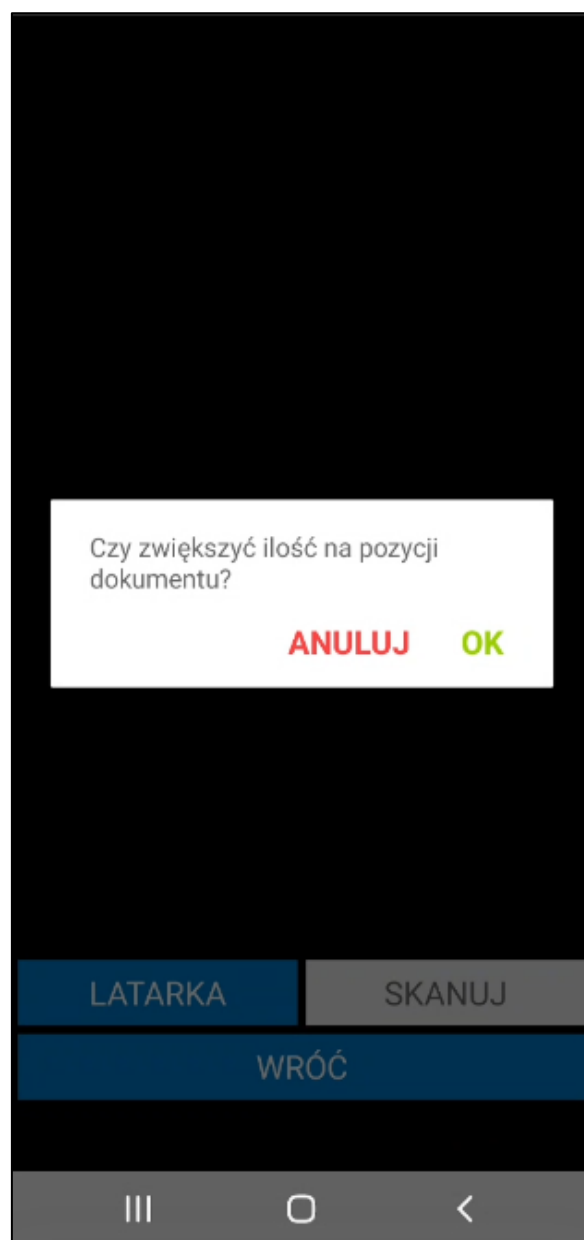 Czy zwiększyć ilość na pozycji
dokumentu?
ANULUJ OK
LATARKA SKANUJ
WRÓĆ